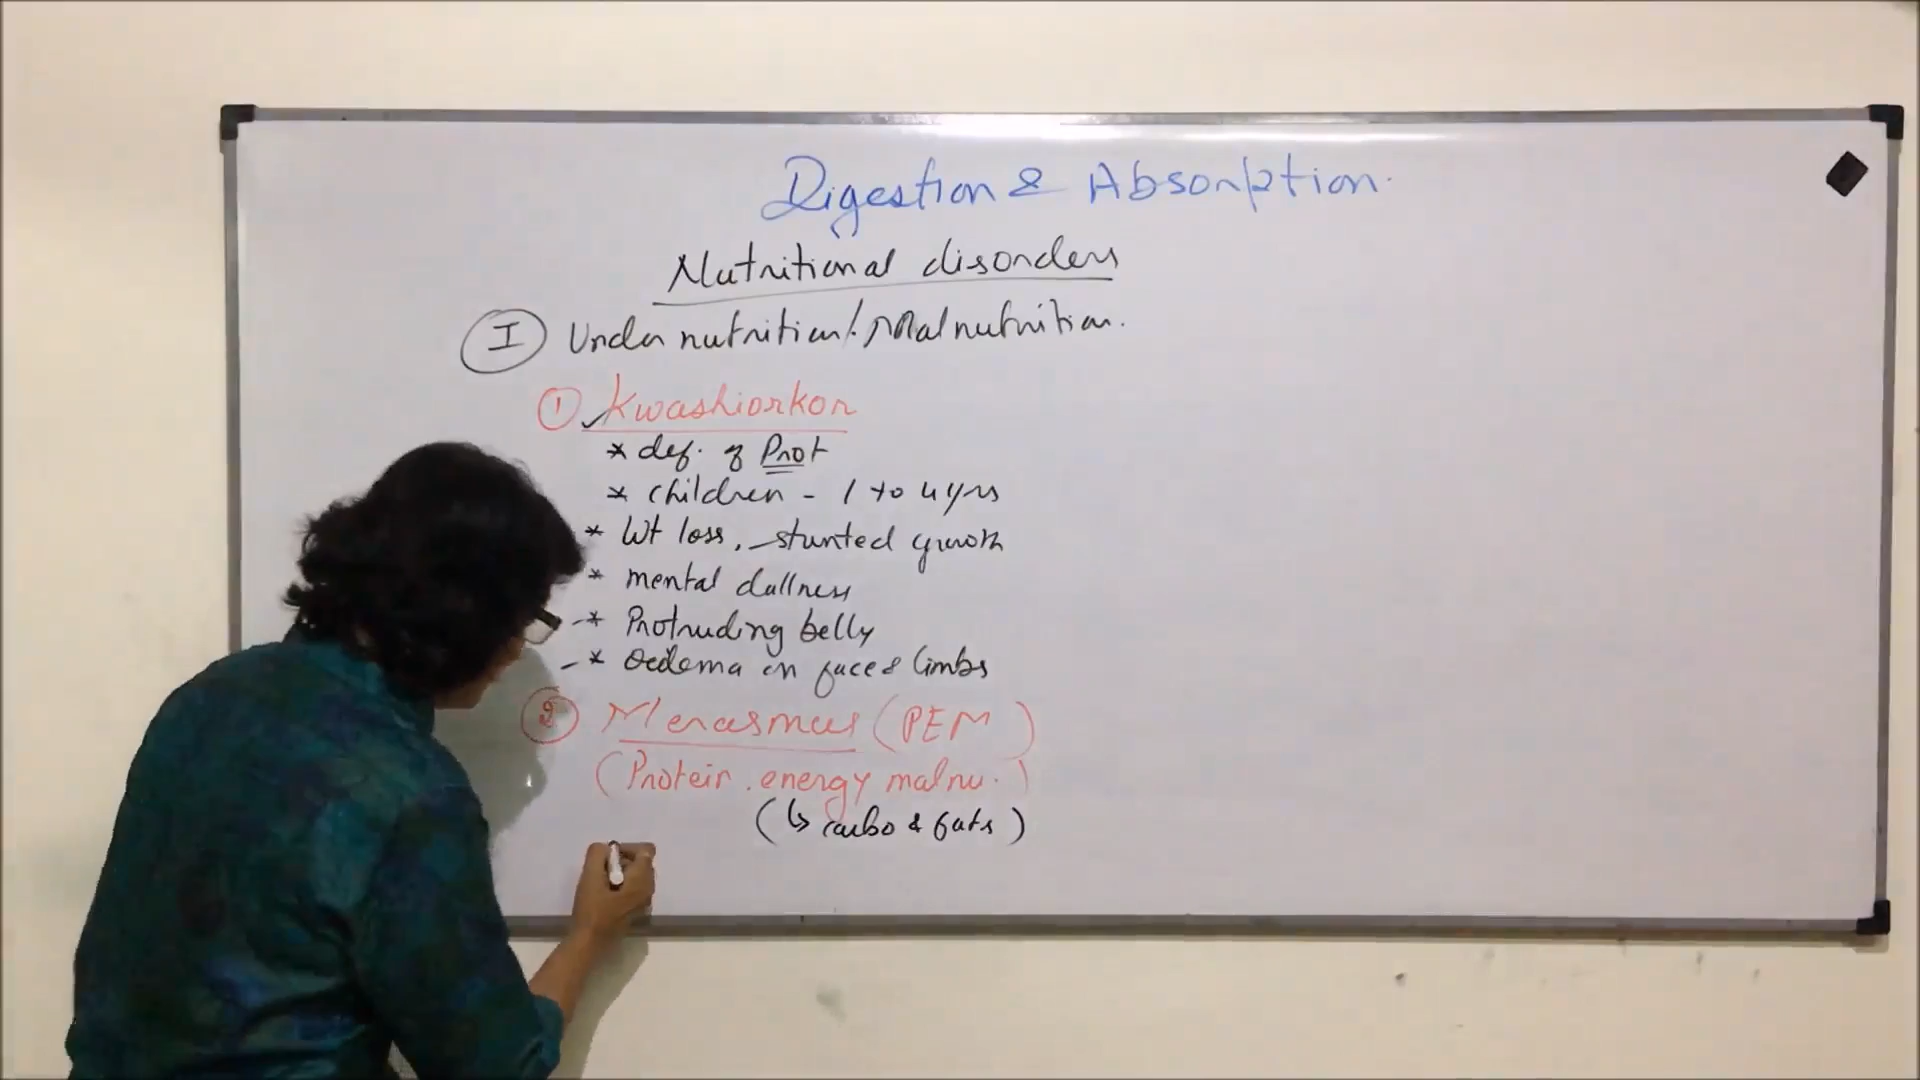 Digestion & Absorption.
Nutritional disorders
I Under nutrition/Malnutrition.
1 Kwashiorkor
* def. of Prot
* children - 1 to 4 yrs
* Wt loss, stunted growth
* mental dullness
* Protruding belly
* Oedema on face & limbs
2 Merasmus (PEM)
(Protein energy malnu.)
(↳ carbo & fats)